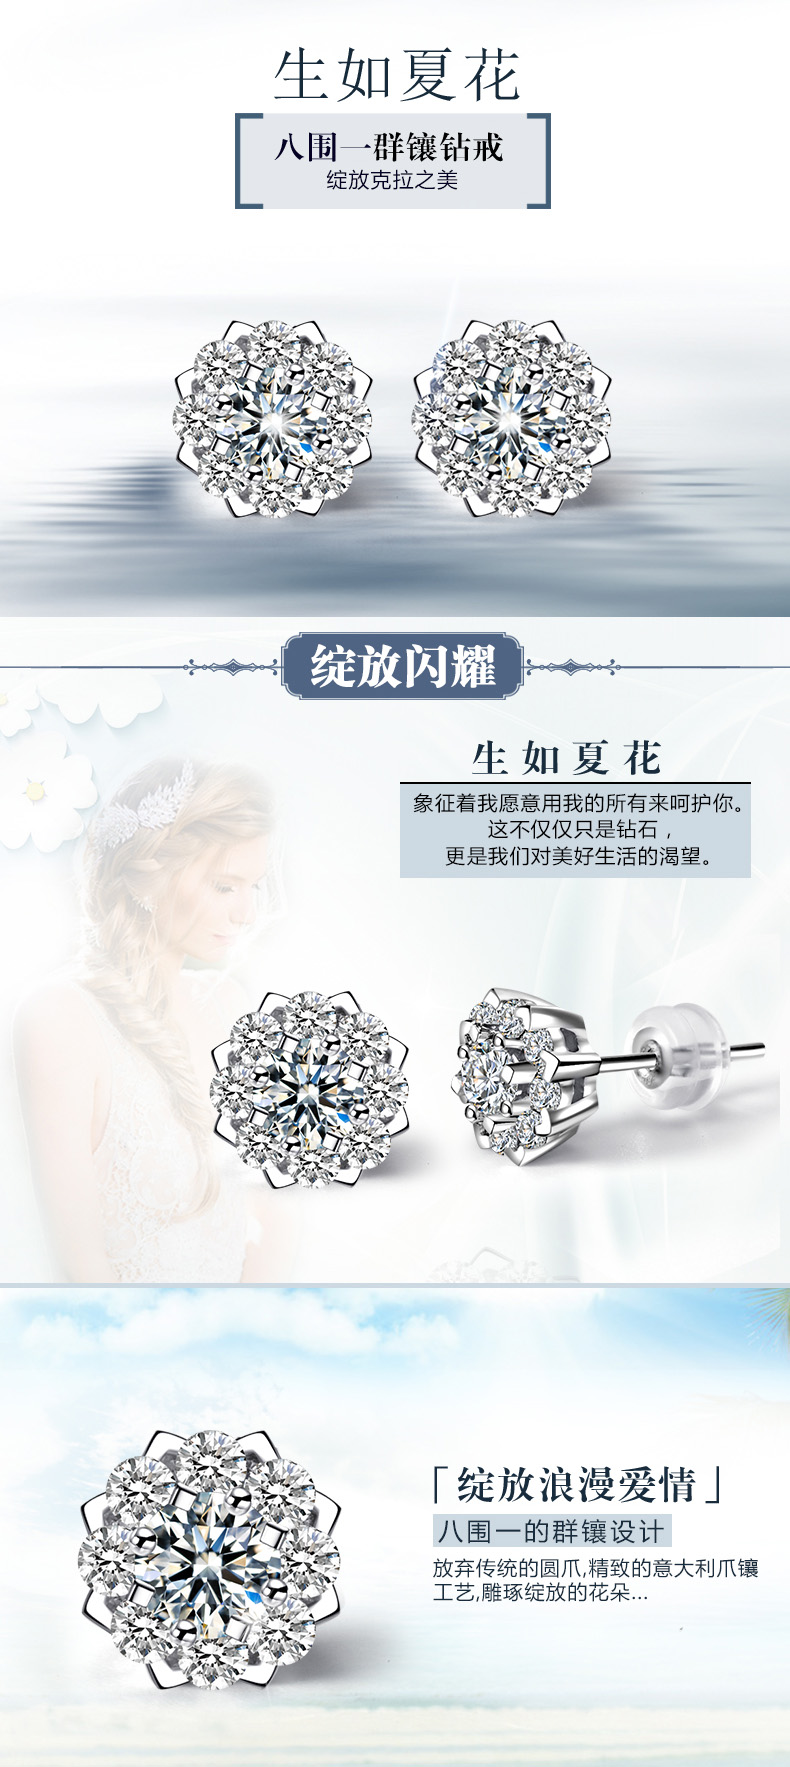 生如夏花
八围一群镶钻戒
绽放克拉之美
绽放闪耀
生如夏花
象征着我愿意用我的所有来呵护你。
这不仅仅只是钻石，
更是我们对美好生活的渴望。
「绽放浪漫爱情」
八围一的群镶设计
放弃传统的圆爪,精致的意大利爪镶
工艺,雕琢绽放的花朵...